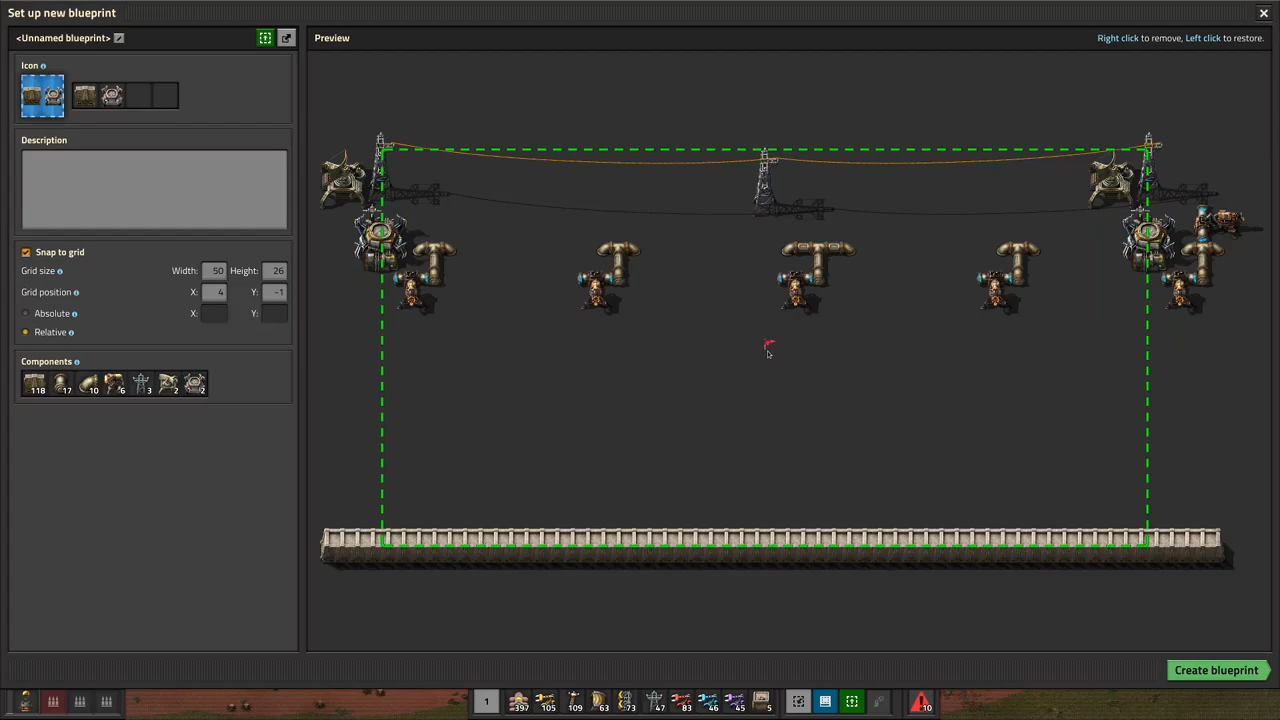 Set up new blueprint
<Unnamed blueprint>
Preview
Right click to remove, Left click to restore.
Icon
Description
Snap to grid
Grid size
Width: 50 Height: 26
Grid position
X: 4 Y: -1
Absolute
X: Y:
Relative
Components
118 17 10 6 3 2 2
Create blueprint
1 397 105 109 63 73 47 83 46 45 5 10